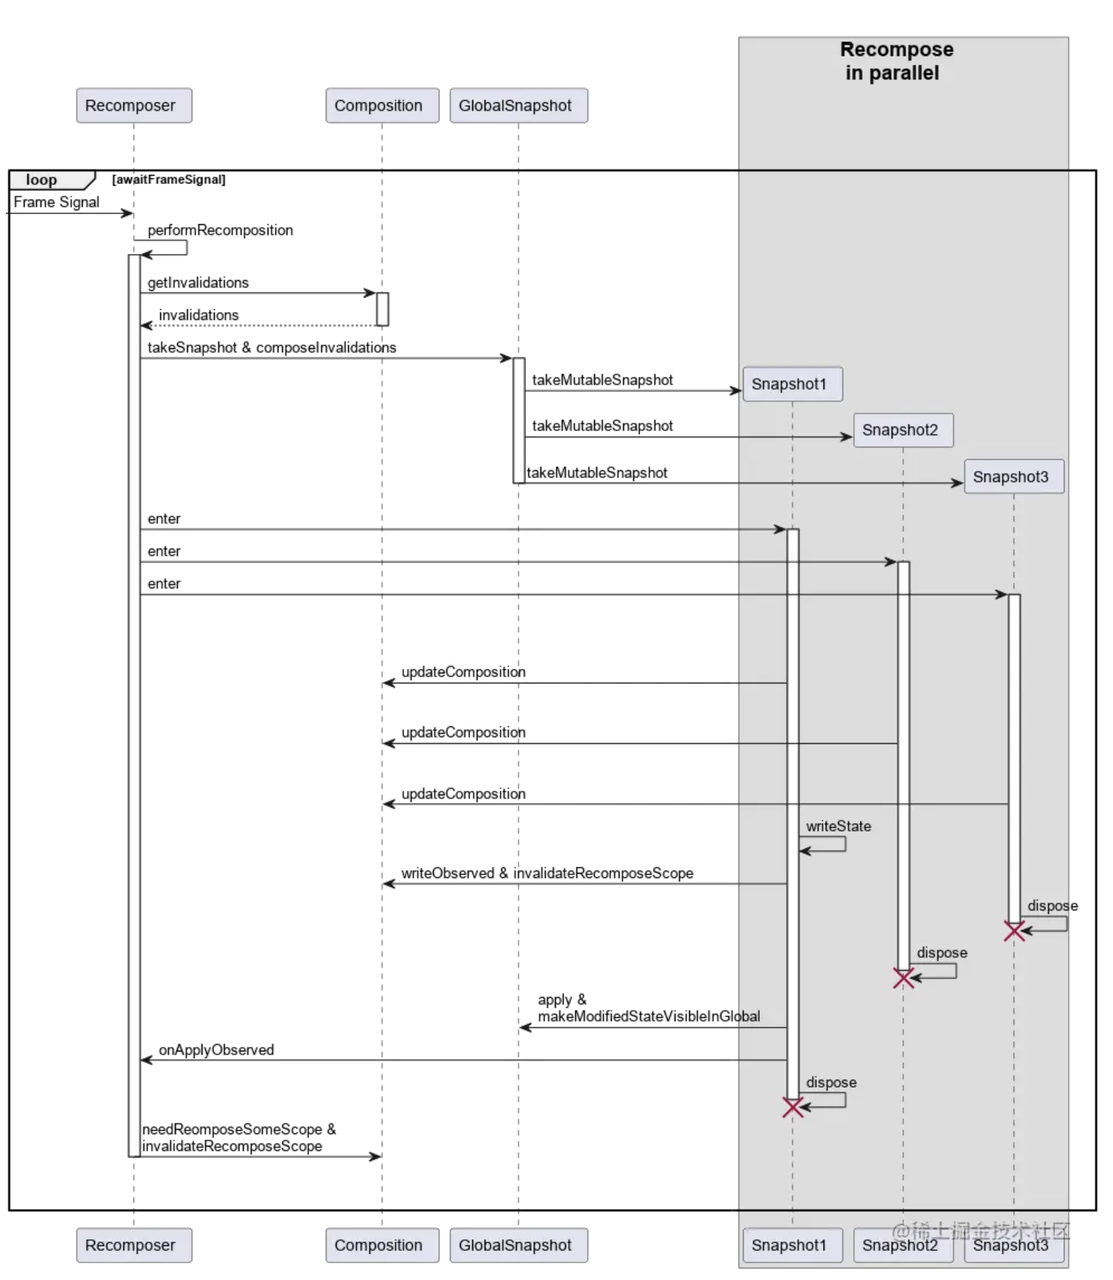 Recompose
in parallel
Recomposer
Composition
GlobalSnapshot
loop
[awaitFrameSignal]
Frame Signal
performRecomposition
getInvalidations
invalidations
takeSnapshot & composeInvalidations
takeMutableSnapshot
Snapshot1
takeMutableSnapshot
Snapshot2
takeMutableSnapshot
Snapshot3
enter
enter
enter
updateComposition
updateComposition
updateComposition
writeState
writeObserved & invalidateRecomposeScope
dispose
dispose
apply &
makeModifiedStateVisibleInGlobal
onApplyObserved
dispose
needReomposeSomeScope &
invalidateRecomposeScope
Recomposer
Composition
GlobalSnapshot
Snapshot1
Snapshot2
Snapshot3
@稀土掘金技术社区